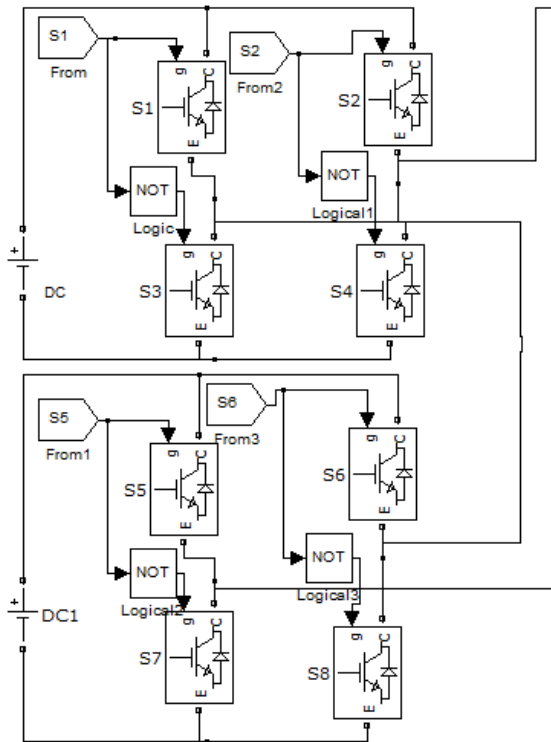 S1
From
g
C
S1
E
S2
From2
g
C
S2
E
NOT
Logic
NOT
Logical1
g
C
S3
E
g
C
S4
E
+
DC
S5
From1
g
C
S5
E
S6
From3
g
C
S6
E
NOT
Logical2
NOT
Logical3
+
DC1
g
C
S7
E
g
C
S8
E